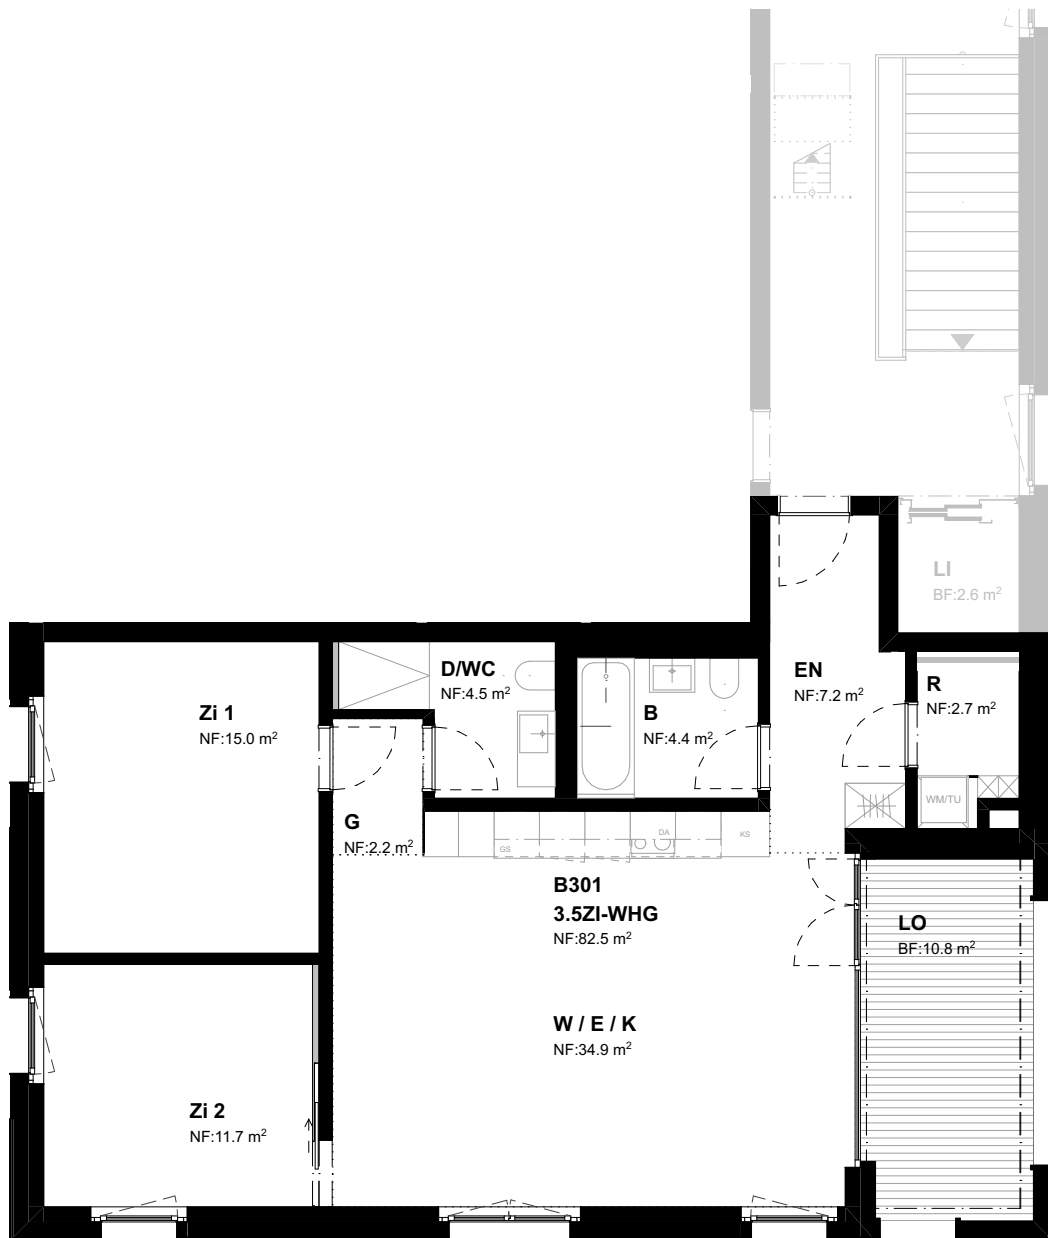 LI
BF:2.6 m²
D/WC
NF:4.5 m²
EN
NF:7.2 m²
R
NF:2.7 m²
Zi 1
NF:15.0 m²
B
NF:4.4 m²
WM/TU
G
NF:2.2 m²
GS
DA
KS
B301
3.5ZI-WHG
NF:82.5 m²
LO
BF:10.8 m²
W / E / K
NF:34.9 m²
Zi 2
NF:11.7 m²